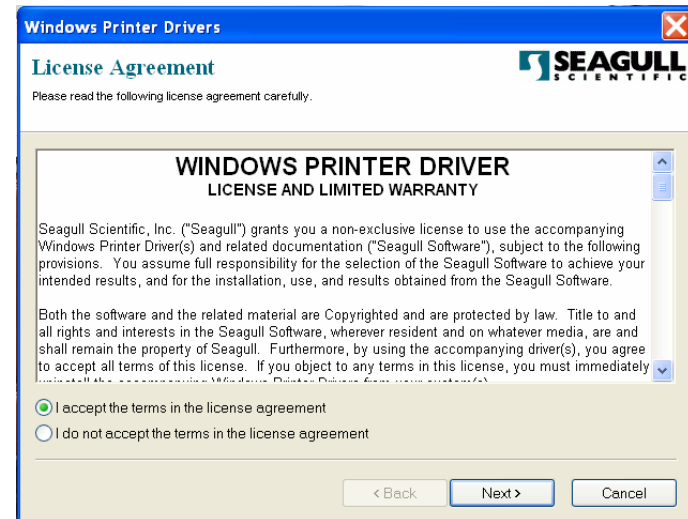 Windows Printer Drivers
License Agreement
SEAGULL
SCIENTIFIC
Please read the following license agreement carefully.
WINDOWS PRINTER DRIVER
LICENSE AND LIMITED WARRANTY
Seagull Scientific, Inc. ("Seagull") grants you a non-exclusive license to use the accompanying
Windows Printer Driver(s) and related documentation ("Seagull Software"), subject to the following
provisions.  You assume full responsibility for the selection of the Seagull Software to achieve your
intended results, and for the installation, use, and results obtained from the Seagull Software.
Both the software and the related material are Copyrighted and are protected by law.  Title to and
all rights and interests in the Seagull Software, wherever resident and on whatever media, are and
shall remain the property of Seagull.  Furthermore, by using the accompanying driver(s), you agree
to accept all terms of this license.  If you object to any terms in this license, you must immediately
I accept the terms in the license agreement
I do not accept the terms in the license agreement
< Back
Next >
Cancel